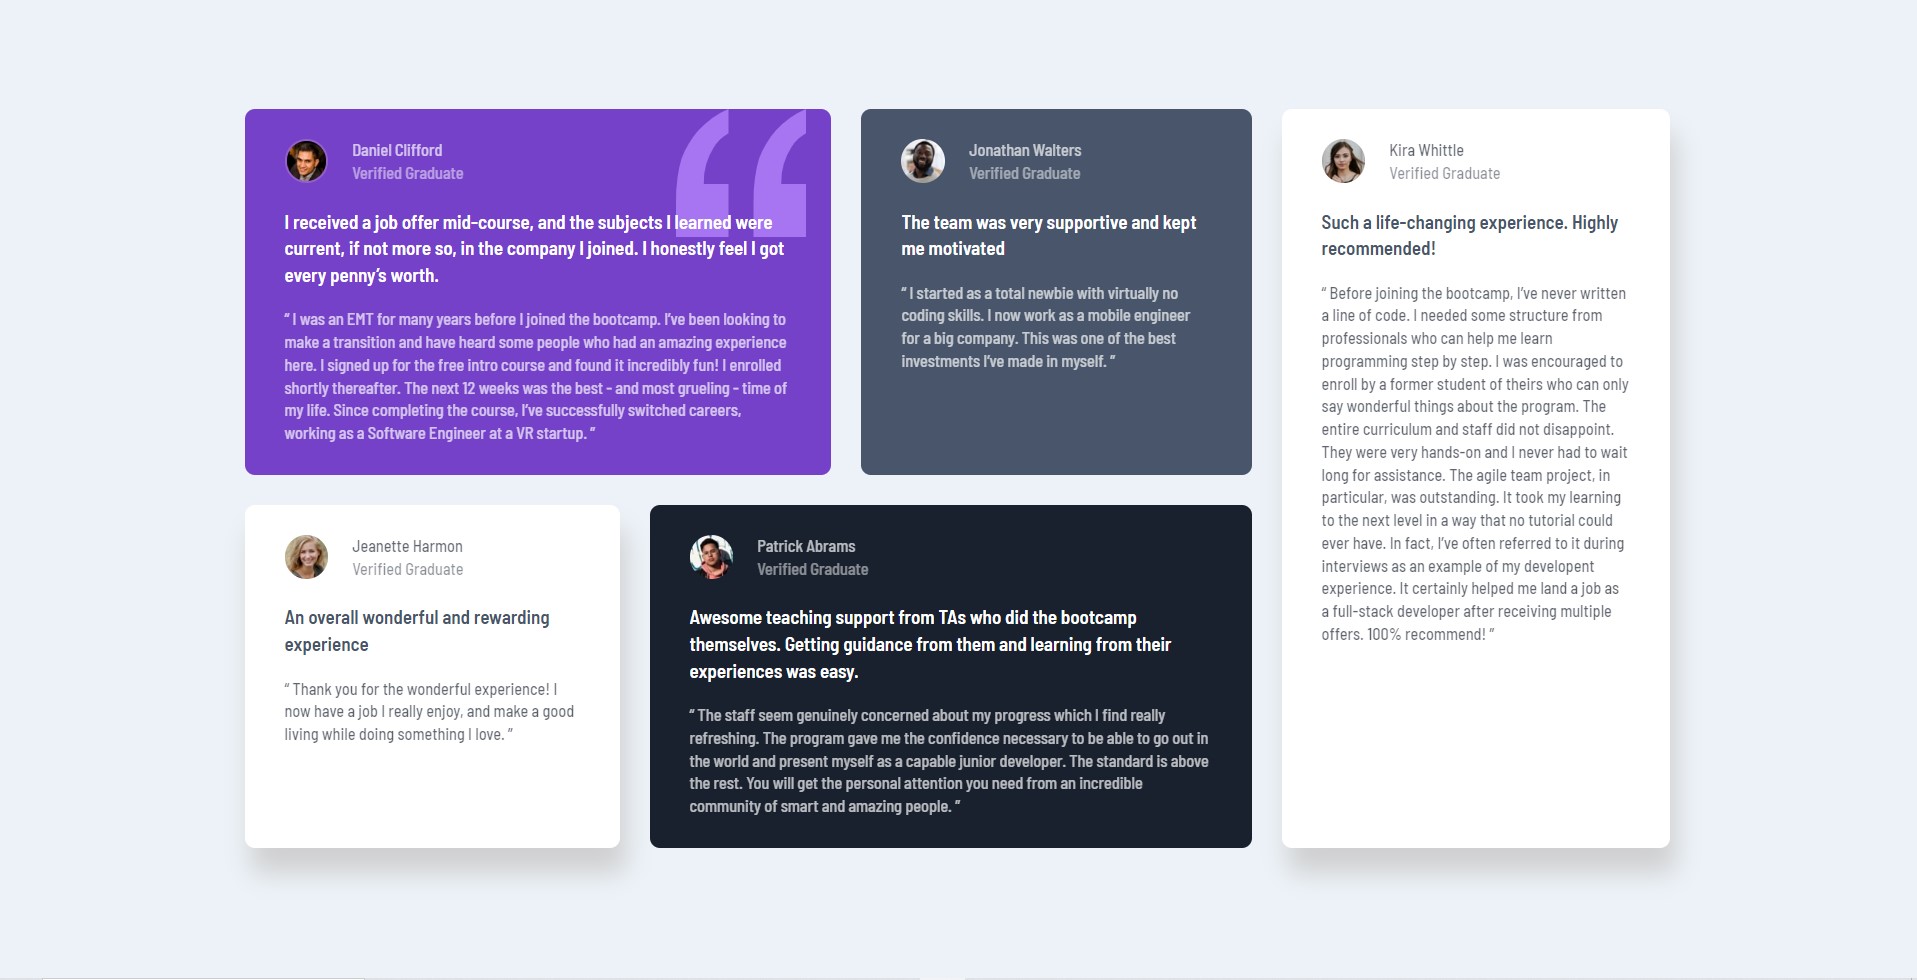 Daniel Clifford
Verified Graduate
I received a job offer mid-course, and the subjects I learned were
current, if not more so, in the company I joined. I honestly feel I got
every penny’s worth.
“ I was an EMT for many years before I joined the bootcamp. I’ve been looking to
make a transition and have heard some people who had an amazing experience
here. I signed up for the free intro course and found it incredibly fun! I enrolled
shortly thereafter. The next 12 weeks was the best - and most grueling - time of
my life. Since completing the course, I’ve successfully switched careers,
working as a Software Engineer at a VR startup. ”
Jonathan Walters
Verified Graduate
The team was very supportive and kept
me motivated
“ I started as a total newbie with virtually no
coding skills. I now work as a mobile engineer
for a big company. This was one of the best
investments I’ve made in myself. ”
Kira Whittle
Verified Graduate
Such a life-changing experience. Highly
recommended!
“ Before joining the bootcamp, I’ve never written
a line of code. I needed some structure from
professionals who can help me learn
programming step by step. I was encouraged to
enroll by a former student of theirs who can only
say wonderful things about the program. The
entire curriculum and staff did not disappoint.
They were very hands-on and I never had to wait
long for assistance. The agile team project, in
particular, was outstanding. It took my learning
to the next level in a way that no tutorial could
ever have. In fact, I’ve often referred to it during
interviews as an example of my developent
experience. It certainly helped me land a job as
a full-stack developer after receiving multiple
offers. 100% recommend! ”
Jeanette Harmon
Verified Graduate
An overall wonderful and rewarding
experience
“ Thank you for the wonderful experience! I
now have a job I really enjoy, and make a good
living while doing something I love. ”
Patrick Abrams
Verified Graduate
Awesome teaching support from TAs who did the bootcamp
themselves. Getting guidance from them and learning from their
experiences was easy.
“ The staff seem genuinely concerned about my progress which I find really
refreshing. The program gave me the confidence necessary to be able to go out in
the world and present myself as a capable junior developer. The standard is above
the rest. You will get the personal attention you need from an incredible
community of smart and amazing people. ”